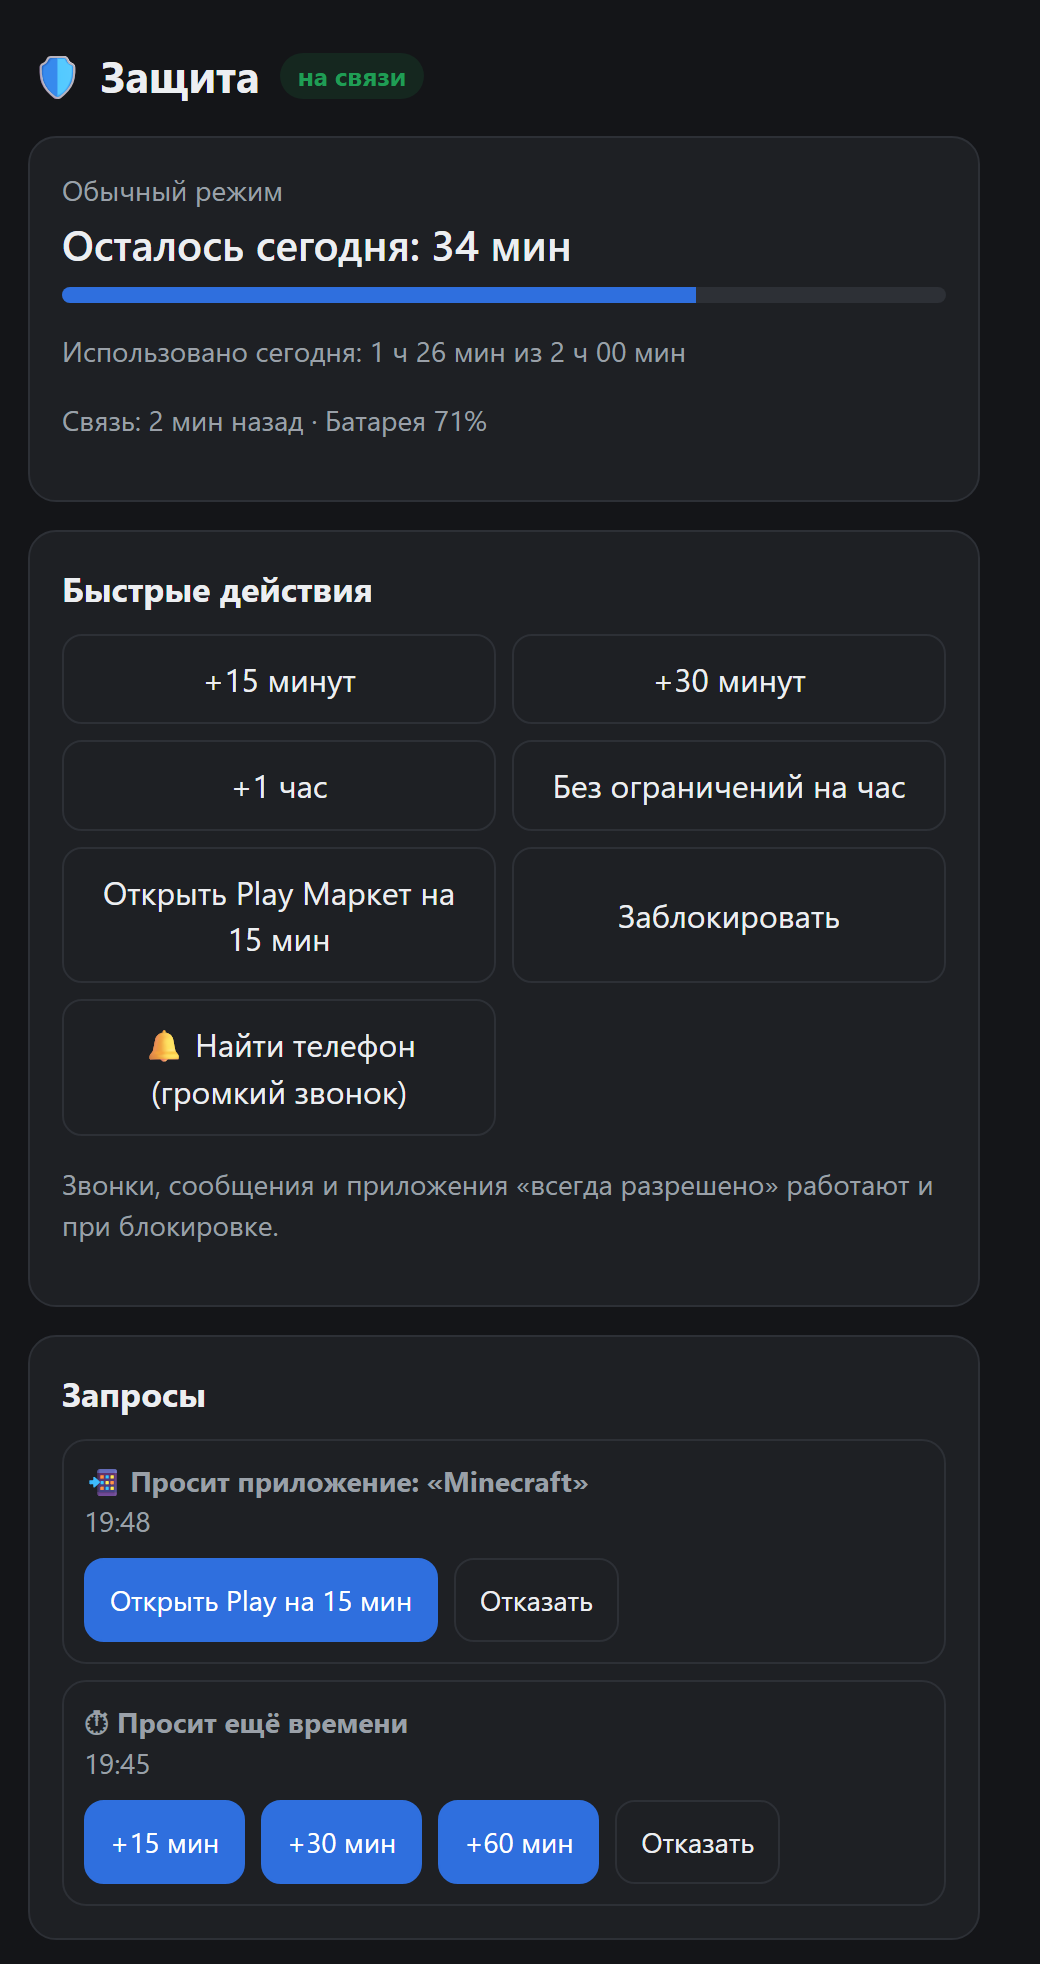 Защита
на связи
Обычный режим
Осталось сегодня: 34 мин
Использовано сегодня: 1 ч 26 мин из 2 ч 00 мин
Связь: 2 мин назад · Батарея 71%
Быстрые действия
+15 минут
+30 минут
+1 час
Без ограничений на час
Открыть Play Маркет на
15 мин
Заблокировать
Найти телефон
(громкий звонок)
Звонки, сообщения и приложения «всегда разрешено» работают и
при блокировке.
Запросы
Просит приложение: «Minecraft»
19:48
Открыть Play на 15 мин
Отказать
Просит ещё времени
19:45
+15 мин
+30 мин
+60 мин
Отказать